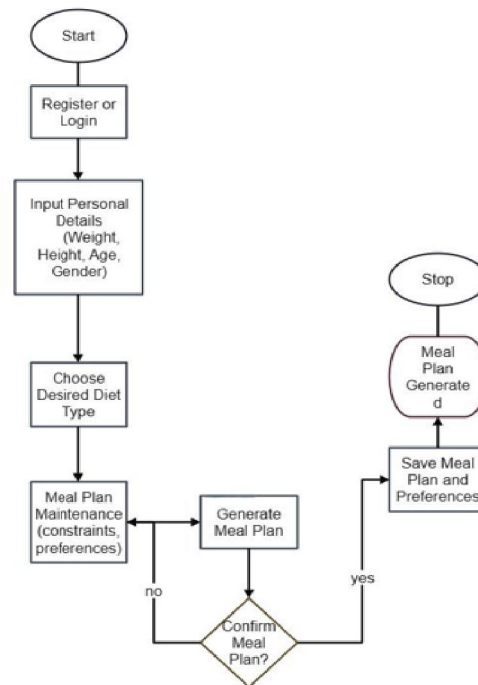 Start
Register or
Login
Input Personal
Details
(Weight,
Height, Age,
Gender)
Choose
Desired Diet
Type
Meal Plan
Maintenance
(constraints,
preferences)
Generate
Meal Plan
no
Confirm
Meal
Plan?
yes
Save Meal
Plan and
Preferences
Meal
Plan
Generate
d
Stop